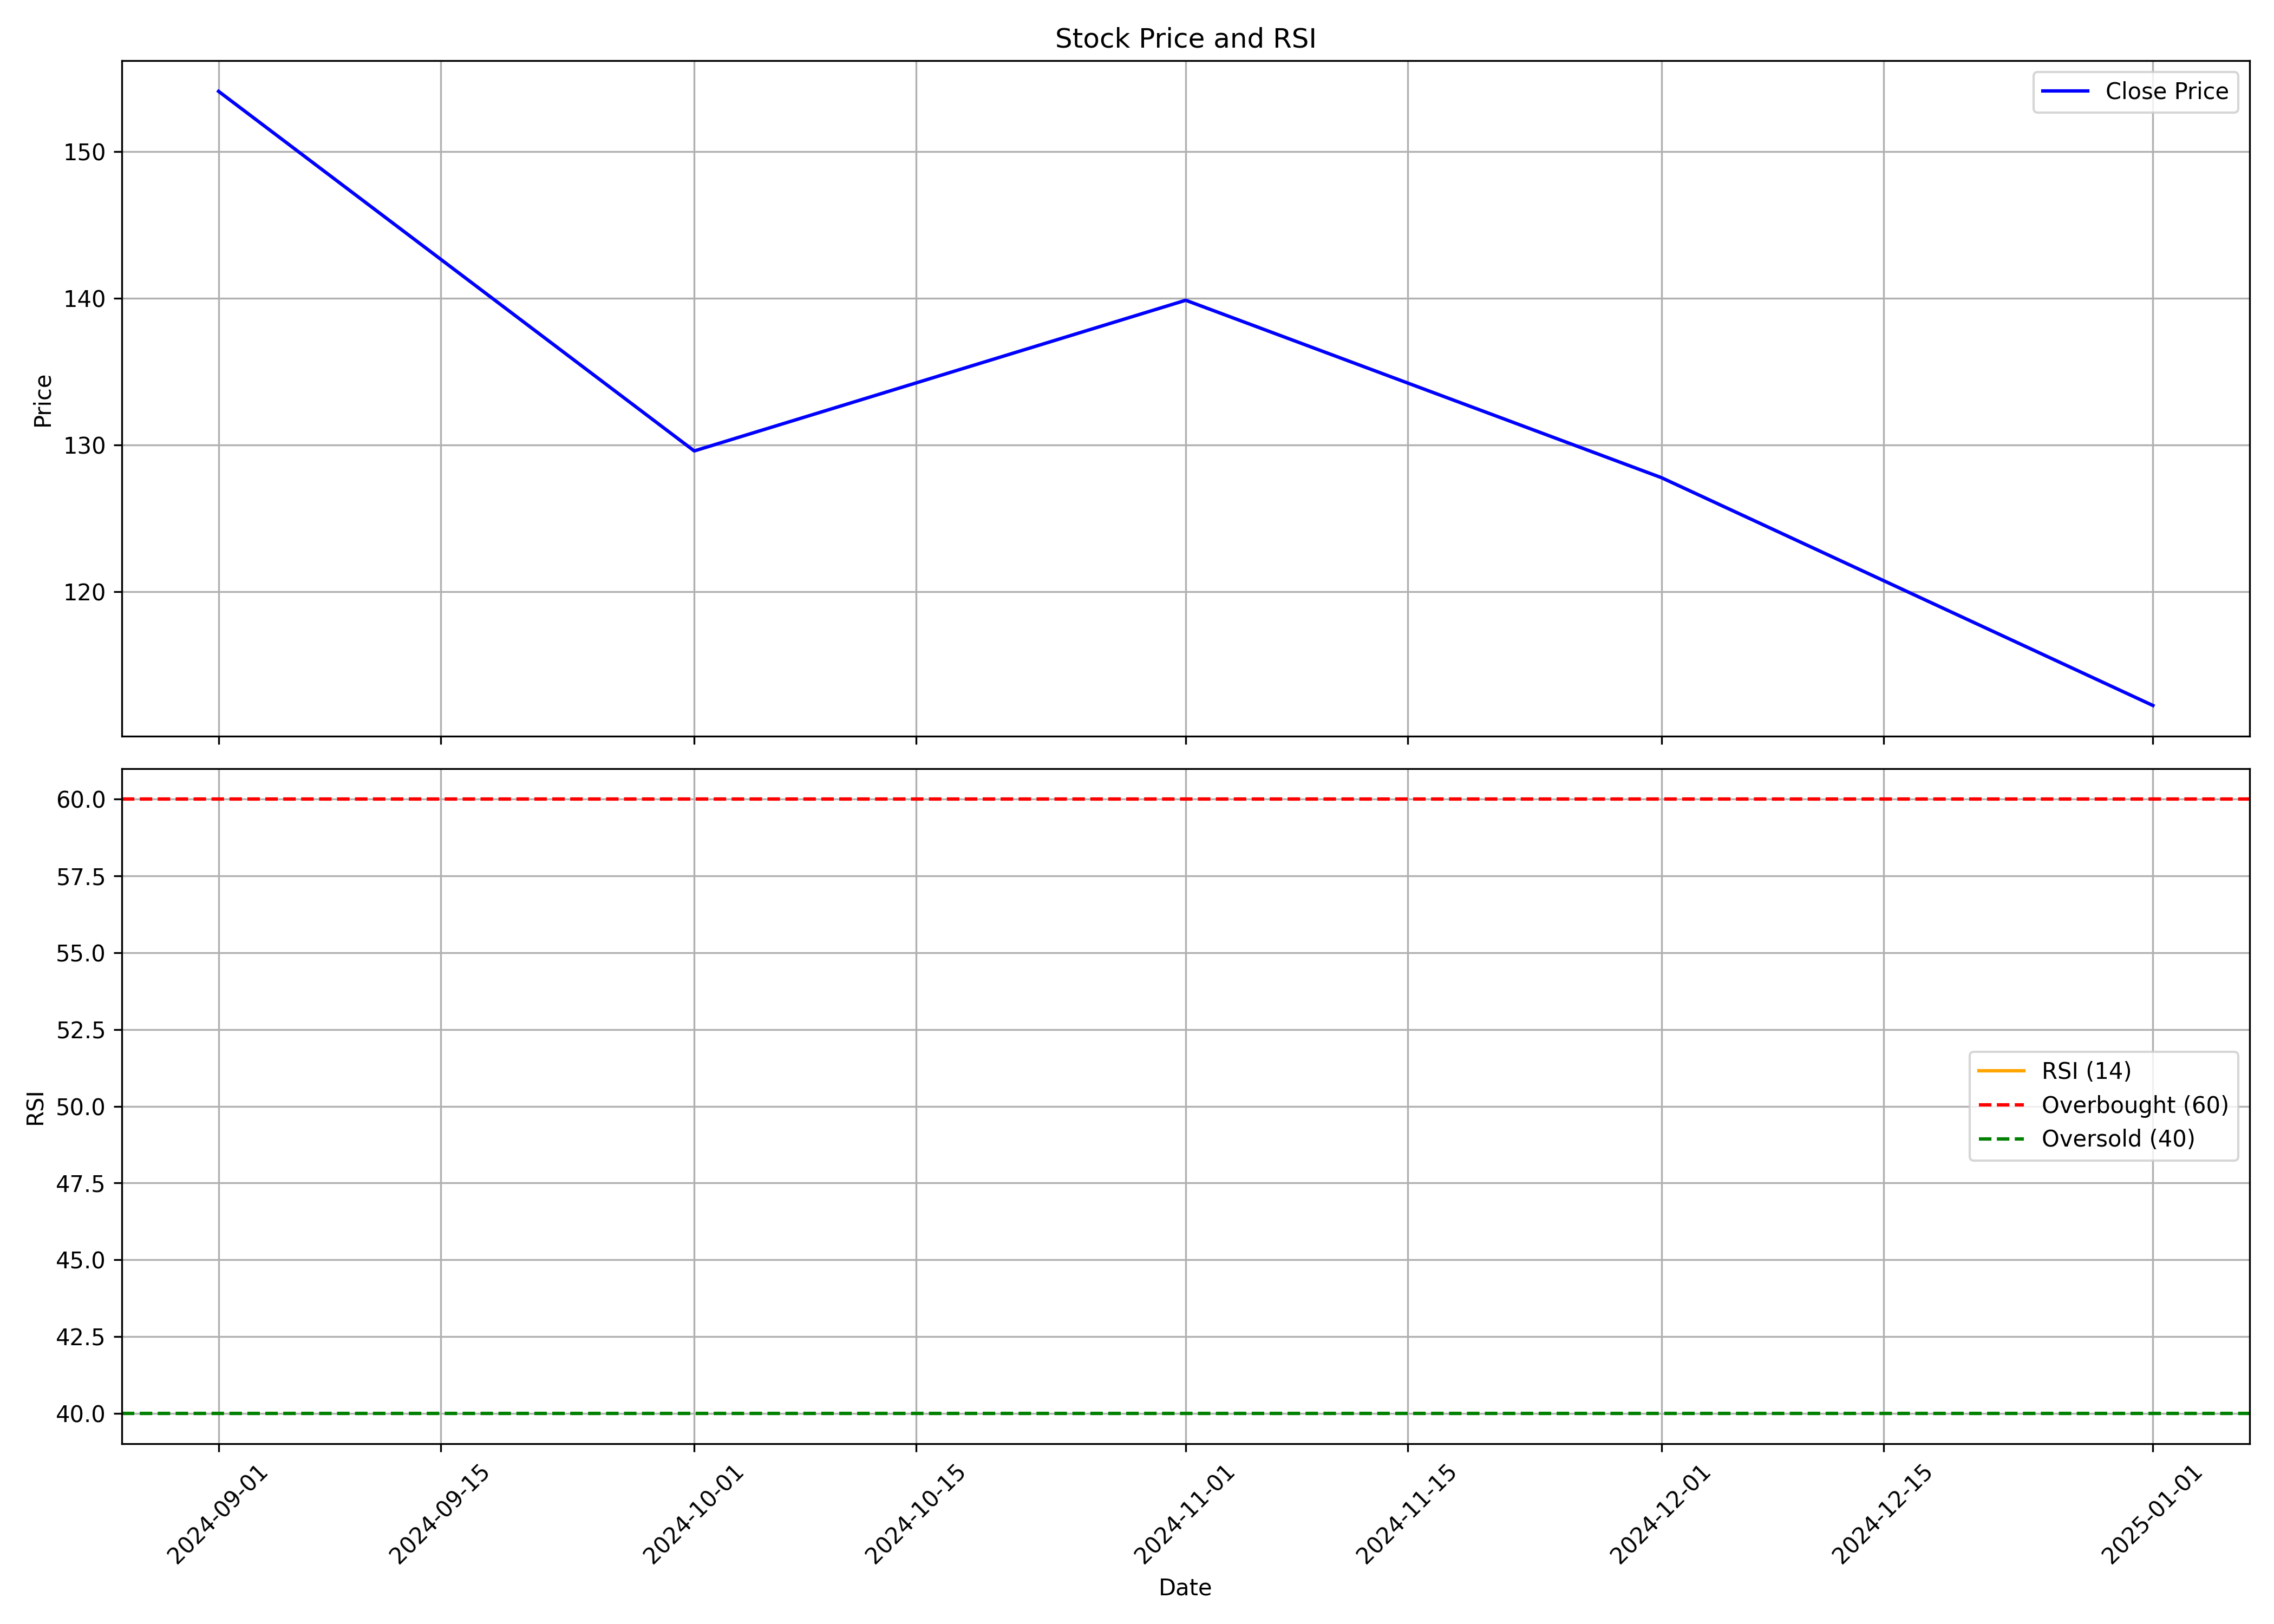 Stock Price and RSI
Close Price
150
140
130
120
Price
60.0
57.5
55.0
52.5
50.0
47.5
45.0
42.5
40.0
RSI
RSI (14)
Overbought (60)
Oversold (40)
2024-09-01
2024-09-15
2024-10-01
2024-10-15
2024-11-01
2024-11-15
2024-12-01
2024-12-15
2025-01-01
Date